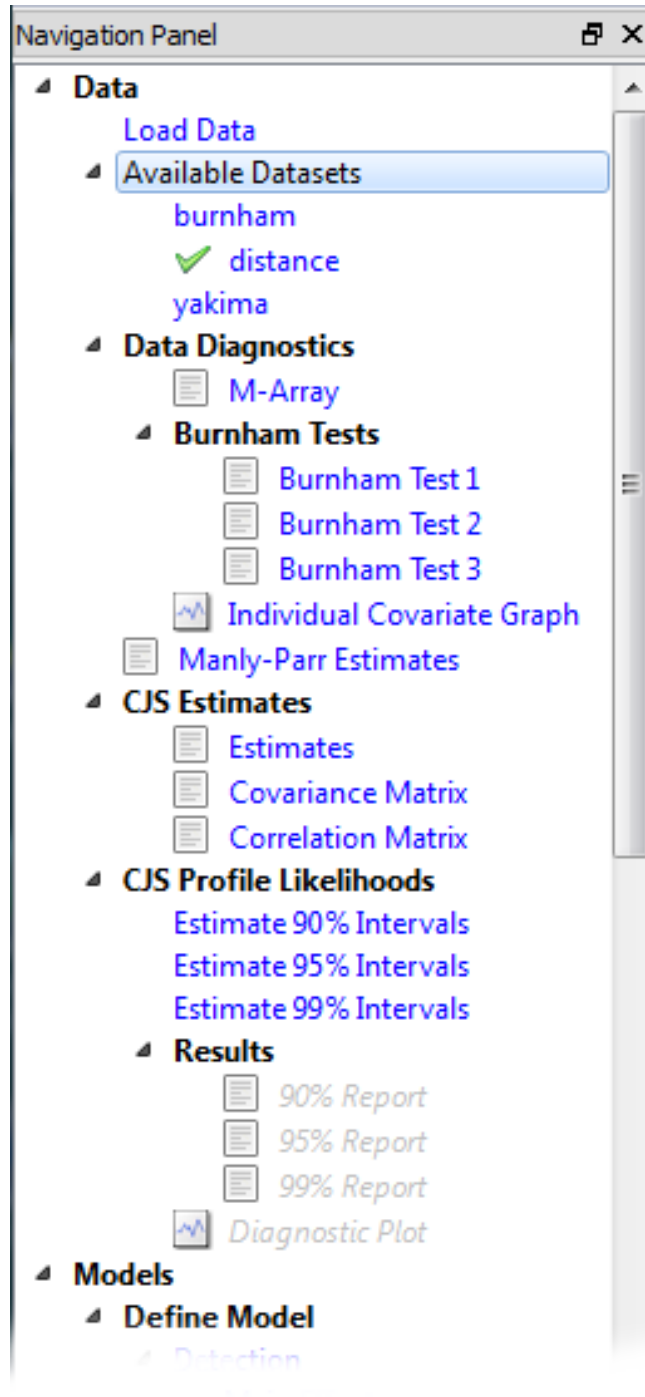 Navigation Panel
Data
Load Data
Available Datasets
burnham
distance
yakima
Data Diagnostics
M-Array
Burnham Tests
Burnham Test 1
Burnham Test 2
Burnham Test 3
Individual Covariate Graph
Manly-Parr Estimates
CJS Estimates
Estimates
Covariance Matrix
Correlation Matrix
CJS Profile Likelihoods
Estimate 90% Intervals
Estimate 95% Intervals
Estimate 99% Intervals
Results
90% Report
95% Report
99% Report
Diagnostic Plot
Models
Define Model
Detection